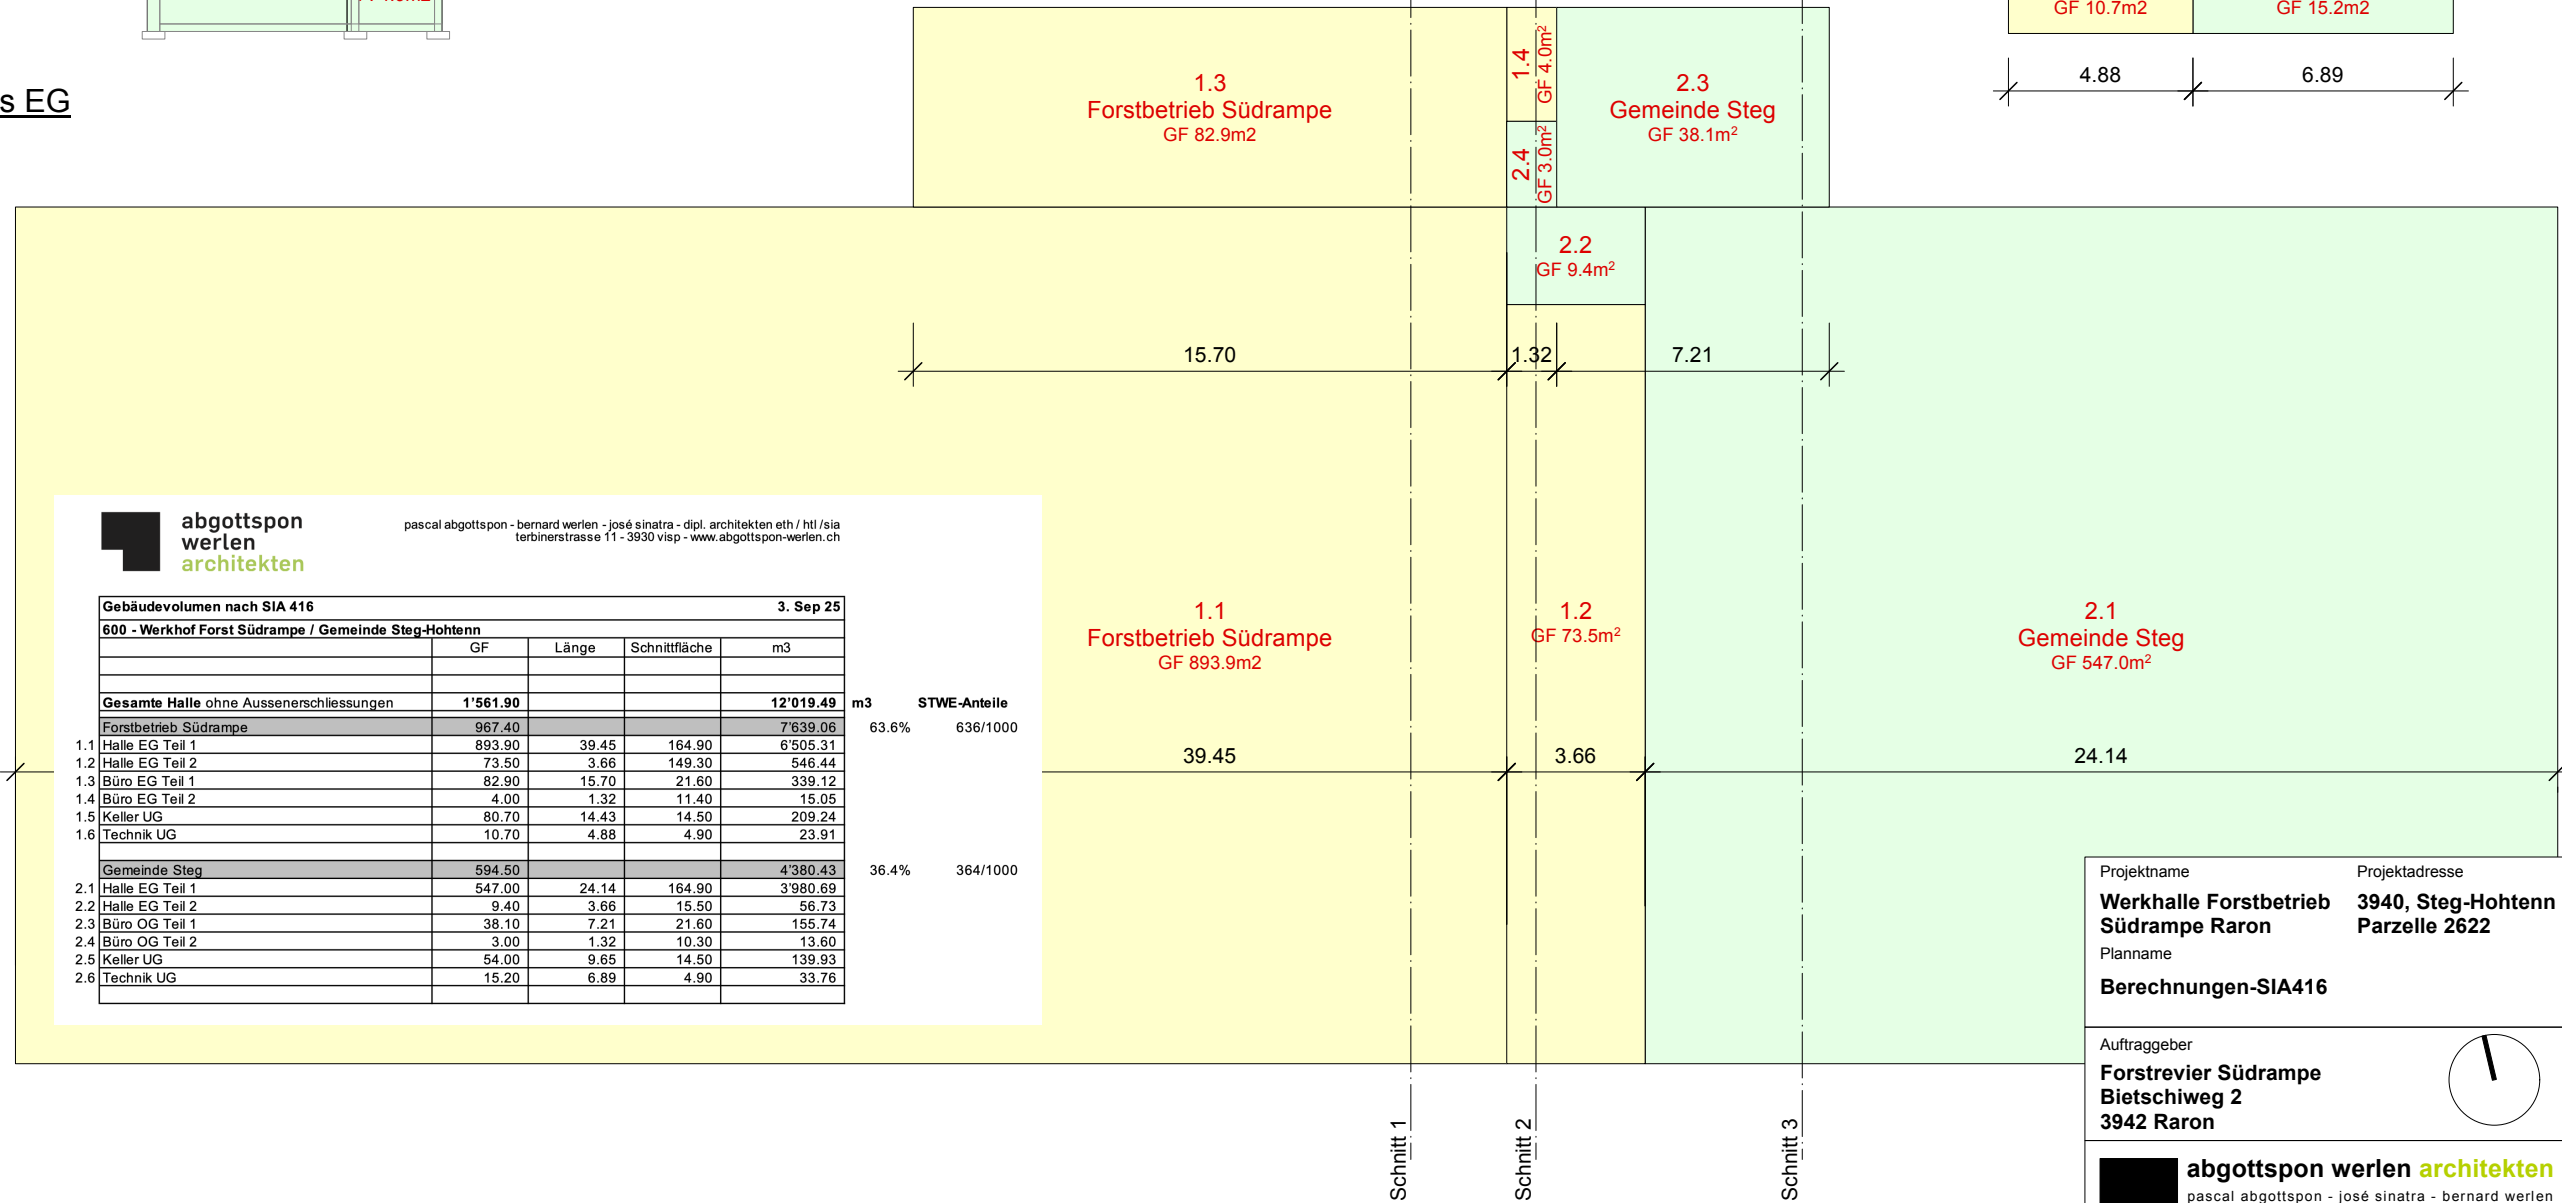 GF 10.7m2
GF 15.2m2
4.88
6.89
s EG
1.3
Forstbetrieb Südrampe
GF 82.9m2
1.4
GF 4.0m²
2.4
GF 3.0m²
2.3
Gemeinde Steg
GF 38.1m²
2.2
GF 9.4m²
15.70
1.32
7.21
abgottspon
werlen
architekten
pascal abgottspon - bernard werlen - josé sinatra - dipl. architekten eth / htl /sia
terbinerstrasse 11 - 3930 visp - www.abgottspon-werlen.ch
Gebäudevolumen nach SIA 416 3. Sep 25
600 - Werkhof Forst Südrampe / Gemeinde Steg-Hohtenn
GF Länge Schnittfläche m3
Gesamte Halle ohne Aussenerschliessungen 1'561.90 12'019.49 m3 STWE-Anteile
Forstbetrieb Südrampe 967.40 7'639.06 63.6% 636/1000
1.1 Halle EG Teil 1 893.90 39.45 164.90 6'505.31
1.2 Halle EG Teil 2 73.50 3.66 149.30 546.44
1.3 Büro EG Teil 1 82.90 15.70 21.60 339.12
1.4 Büro EG Teil 2 4.00 1.32 11.40 15.05
1.5 Keller UG 80.70 14.43 14.50 209.24
1.6 Technik UG 10.70 4.88 4.90 23.91
Gemeinde Steg 594.50 4'380.43 36.4% 364/1000
2.1 Halle EG Teil 1 547.00 24.14 164.90 3'980.69
2.2 Halle EG Teil 2 9.40 3.66 15.50 56.73
2.3 Büro OG Teil 1 38.10 7.21 21.60 155.74
2.4 Büro OG Teil 2 3.00 1.32 10.30 13.60
2.5 Keller UG 54.00 9.65 14.50 139.93
2.6 Technik UG 15.20 6.89 4.90 33.76
1.1
Forstbetrieb Südrampe
GF 893.9m2
1.2
GF 73.5m²
2.1
Gemeinde Steg
GF 547.0m²
39.45
3.66
24.14
Schnitt 1
Schnitt 2
Schnitt 3
Projektname Projektadresse
Werkhalle Forstbetrieb 3940, Steg-Hohtenn
Südrampe Raron Parzelle 2622
Planname
Berechnungen-SIA416
Auftraggeber
Forstrevier Südrampe
Bietschiweg 2
3942 Raron
abgottspon werlen architekten
pascal abgottspon - josé sinatra - bernard werlen